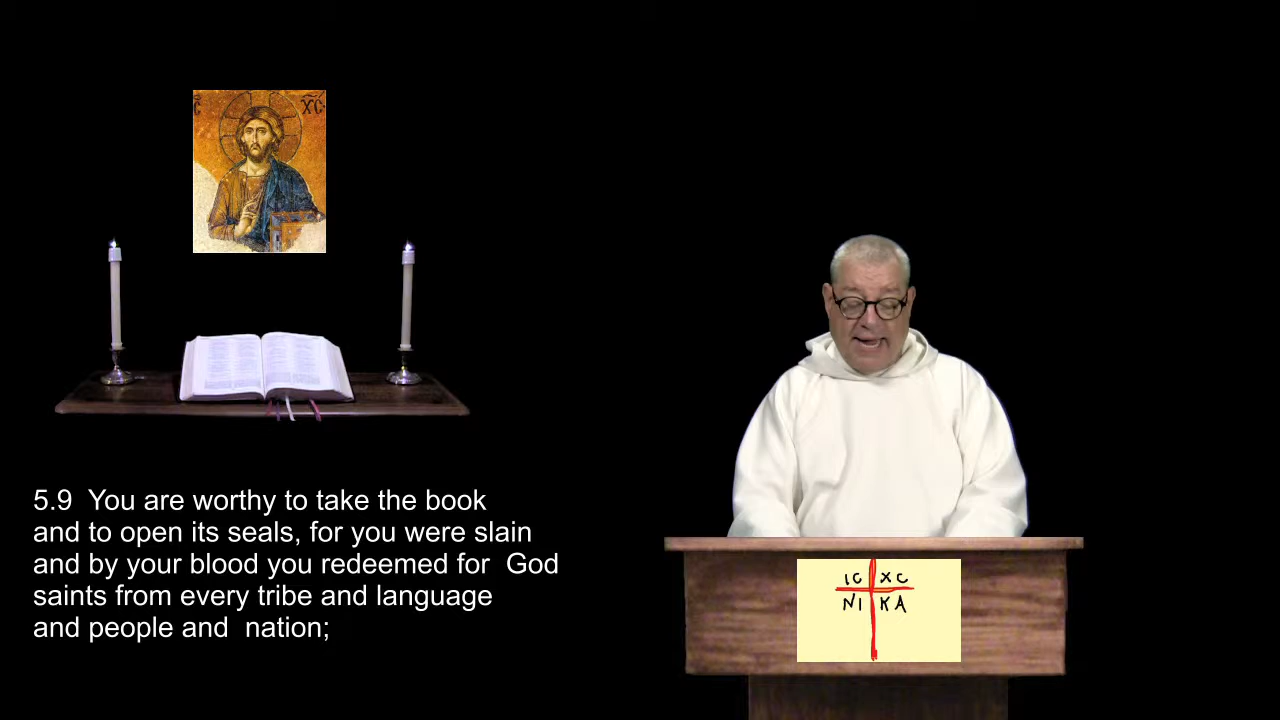 C XC
5.9  You are worthy to take the book
and to open its seals, for you were slain
and by your blood you redeemed for  God
saints from every tribe and language
and people and  nation;
IC XC
NI KA